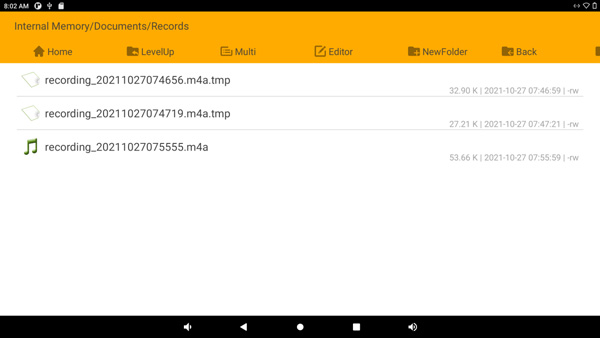 8:02 AM
Internal Memory/Documents/Records
Home LevelUp Multi Editor NewFolder Back
recording_20211027074656.m4a.tmp
32.90 K | 2021-10-27 07:46:59 | -rw
recording_20211027074719.m4a.tmp
27.21 K | 2021-10-27 07:47:21 | -rw
recording_20211027075555.m4a
53.66 K | 2021-10-27 07:55:59 | -rw